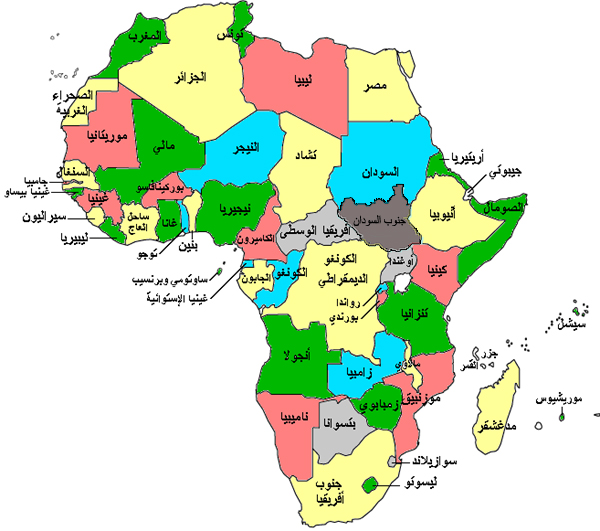 المغرب
تونس
الجزائر
ليبيا
مصر
الصحراء
الغربية
موريتانيا
مالي
النيجر
تشاد
السودان
أريتيريا
جيبوتي
السنغال
جامبيا
غينيا بيساو
غينيا
بوركينافاسو
سيراليون
ليبيريا
ساحل
العاج
غانا
توجو
بنين
نيجيريا
الكاميرون
أفريقيا الوسطى
جنوب السودان
أثيوبيا
الصومال
ساوتومي وبرنسيب
غينيا الإستوائية
الجابون
الكونغو
الكونغو
الديمقراطي
أوغندا
كينيا
رواندا
بورندي
تنزانيا
سيشل
أنجولا
زامبيا
مالاوي
جزر
القمر
موزنبيق
زمبابوي
ناميبيا
بتسوانا
مدغشقر
موريشيوس
سوازيلاند
ليسوتو
جنوب
أفريقيا